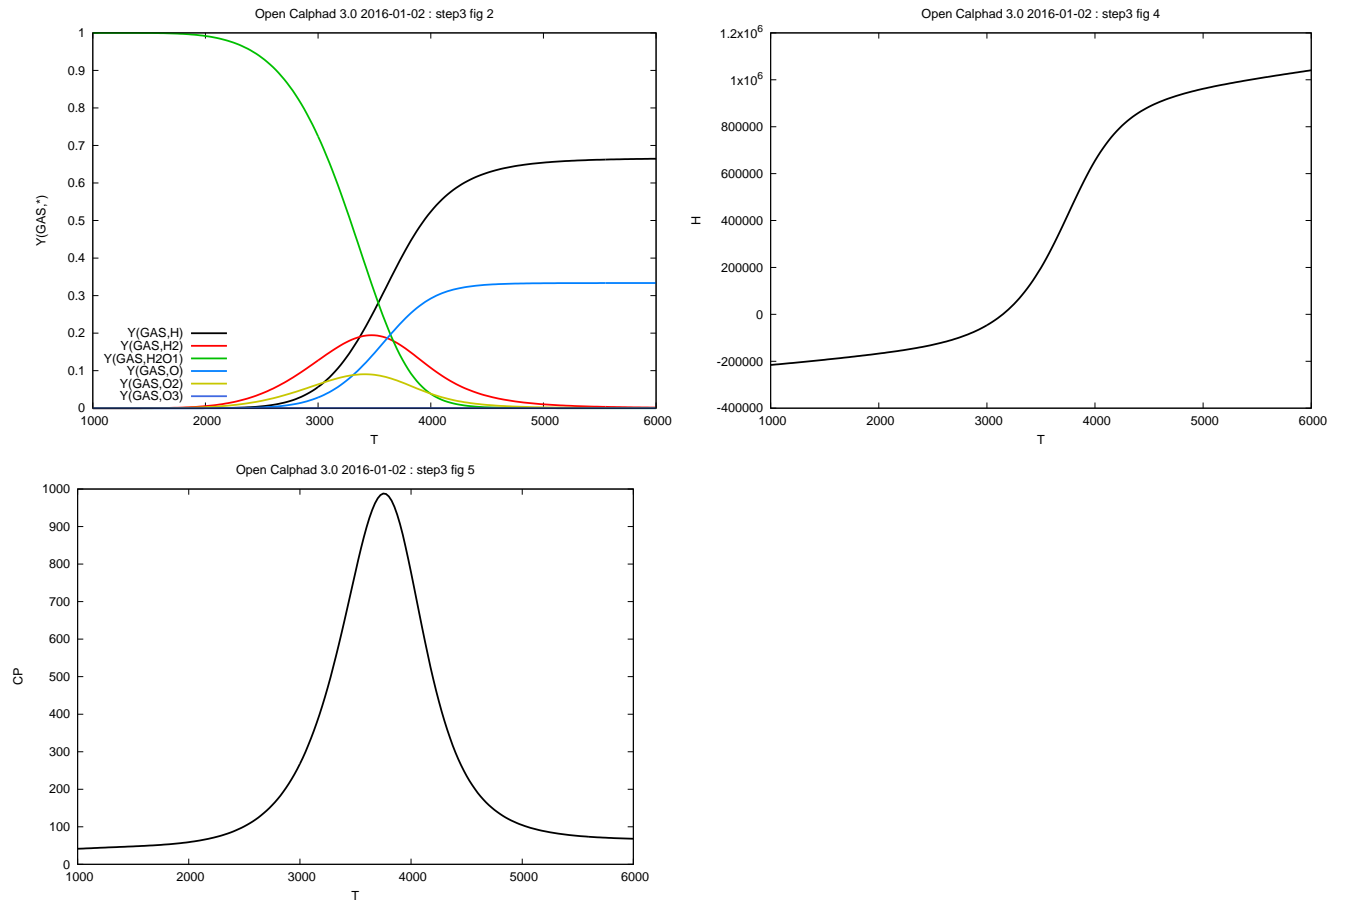 Open Calphad 3.0 2016-01-02 : step3 fig 2
1
0.9
0.8
0.7
0.6
0.5
0.4
0.3
0.2
0.1
0
Y(GAS,*)
Y(GAS,H)
Y(GAS,H2)
Y(GAS,H2O1)
Y(GAS,O)
Y(GAS,O2)
Y(GAS,O3)
1000 2000 3000 4000 5000 6000
T
Open Calphad 3.0 2016-01-02 : step3 fig 4
1.2x10^6
1x10^6
800000
600000
400000
200000
0
-200000
-400000
H
1000 2000 3000 4000 5000 6000
T
Open Calphad 3.0 2016-01-02 : step3 fig 5
1000
900
800
700
600
500
400
300
200
100
0
CP
1000 2000 3000 4000 5000 6000
T